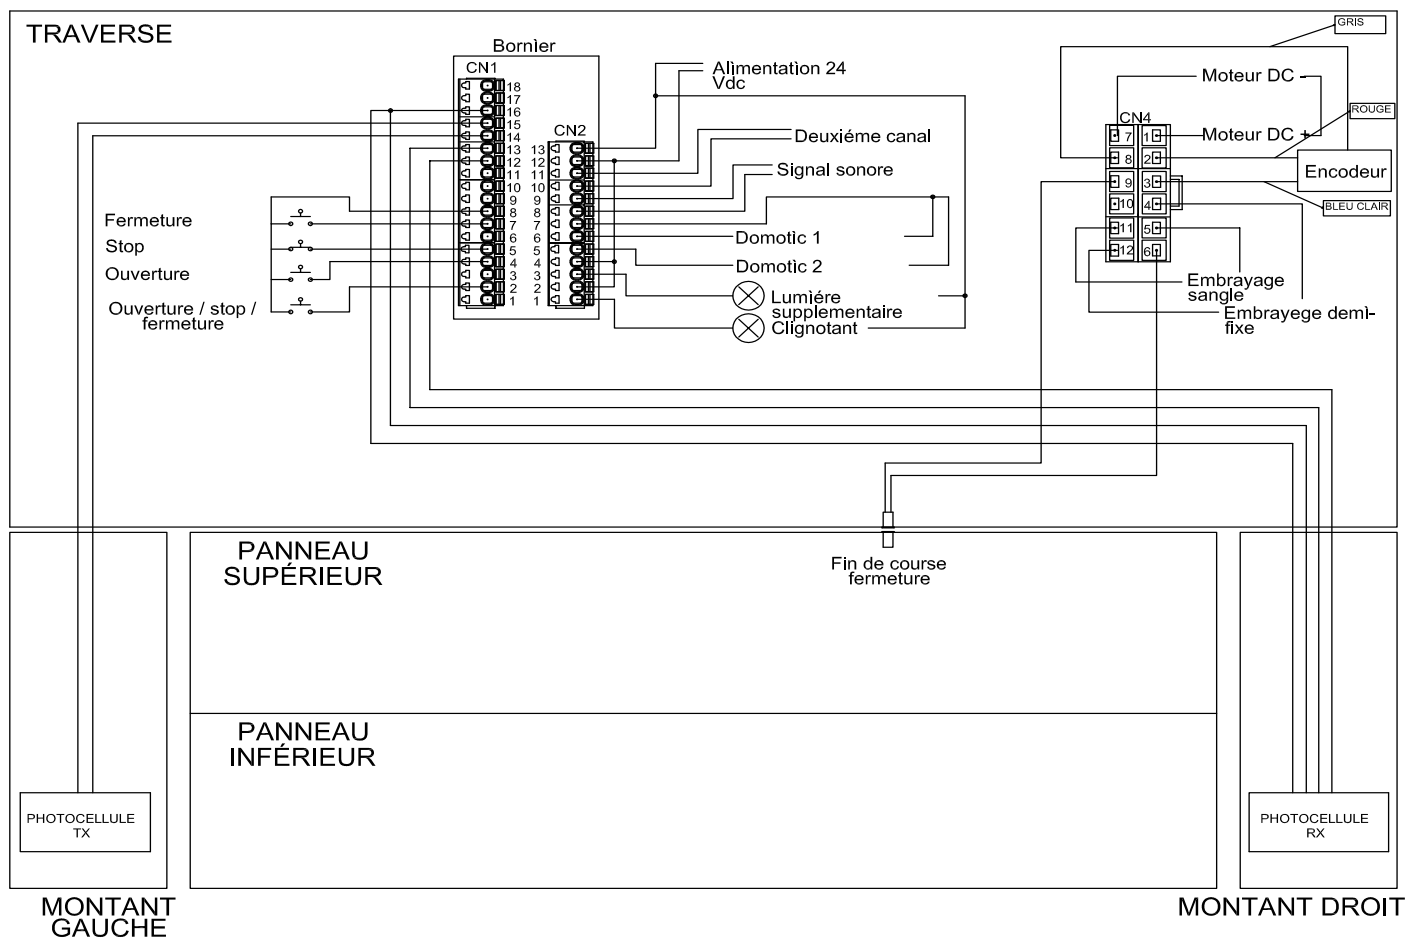 TRAVERSE
Bornier
CN1
18
17
16
15
14
13
12
11
10
9
8
7
6
5
4
3
2
1
CN2
13
12
11
10
9
8
7
6
5
4
3
2
1
Alimentation 24
Vdc
Deuxiéme canal
Signal sonore
Domotic 1
Domotic 2
Lumiére
supplementaire
Clignotant
Fermeture
Stop
Ouverture
Ouverture / stop /
fermeture
GRIS
Moteur DC -
ROUGE
CN4
Moteur DC +
7 1
8 2
9 3
10 4
11 5
12 6
Encodeur
BLEU CLAIR
Embrayage
sangle
Embrayege demi-
fixe
Fin de course
fermeture
PANNEAU
SUPÉRIEUR
PANNEAU
INFÉRIEUR
PHOTOCELLULE
TX
PHOTOCELLULE
RX
MONTANT
GAUCHE
MONTANT DROIT